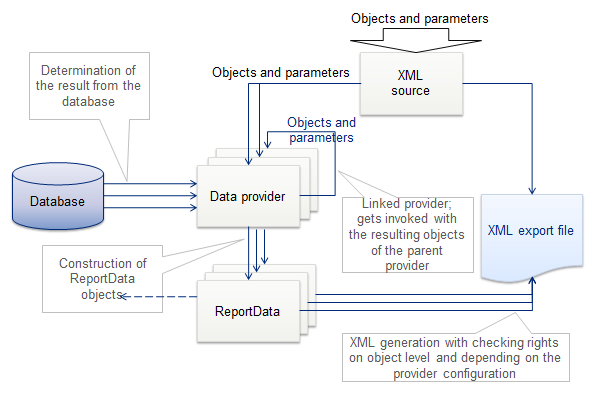 Objects and parameters
Determination of
the result from the
database
Objects and parameters
XML
source
Objects and
parameters
Database
Data provider
Linked provider;
gets invoked with
the resulting objects
of the parent
provider
XML export file
Construction of
ReportData
objects
ReportData
XML generation with checking rights
on object level and depending on the
provider configuration